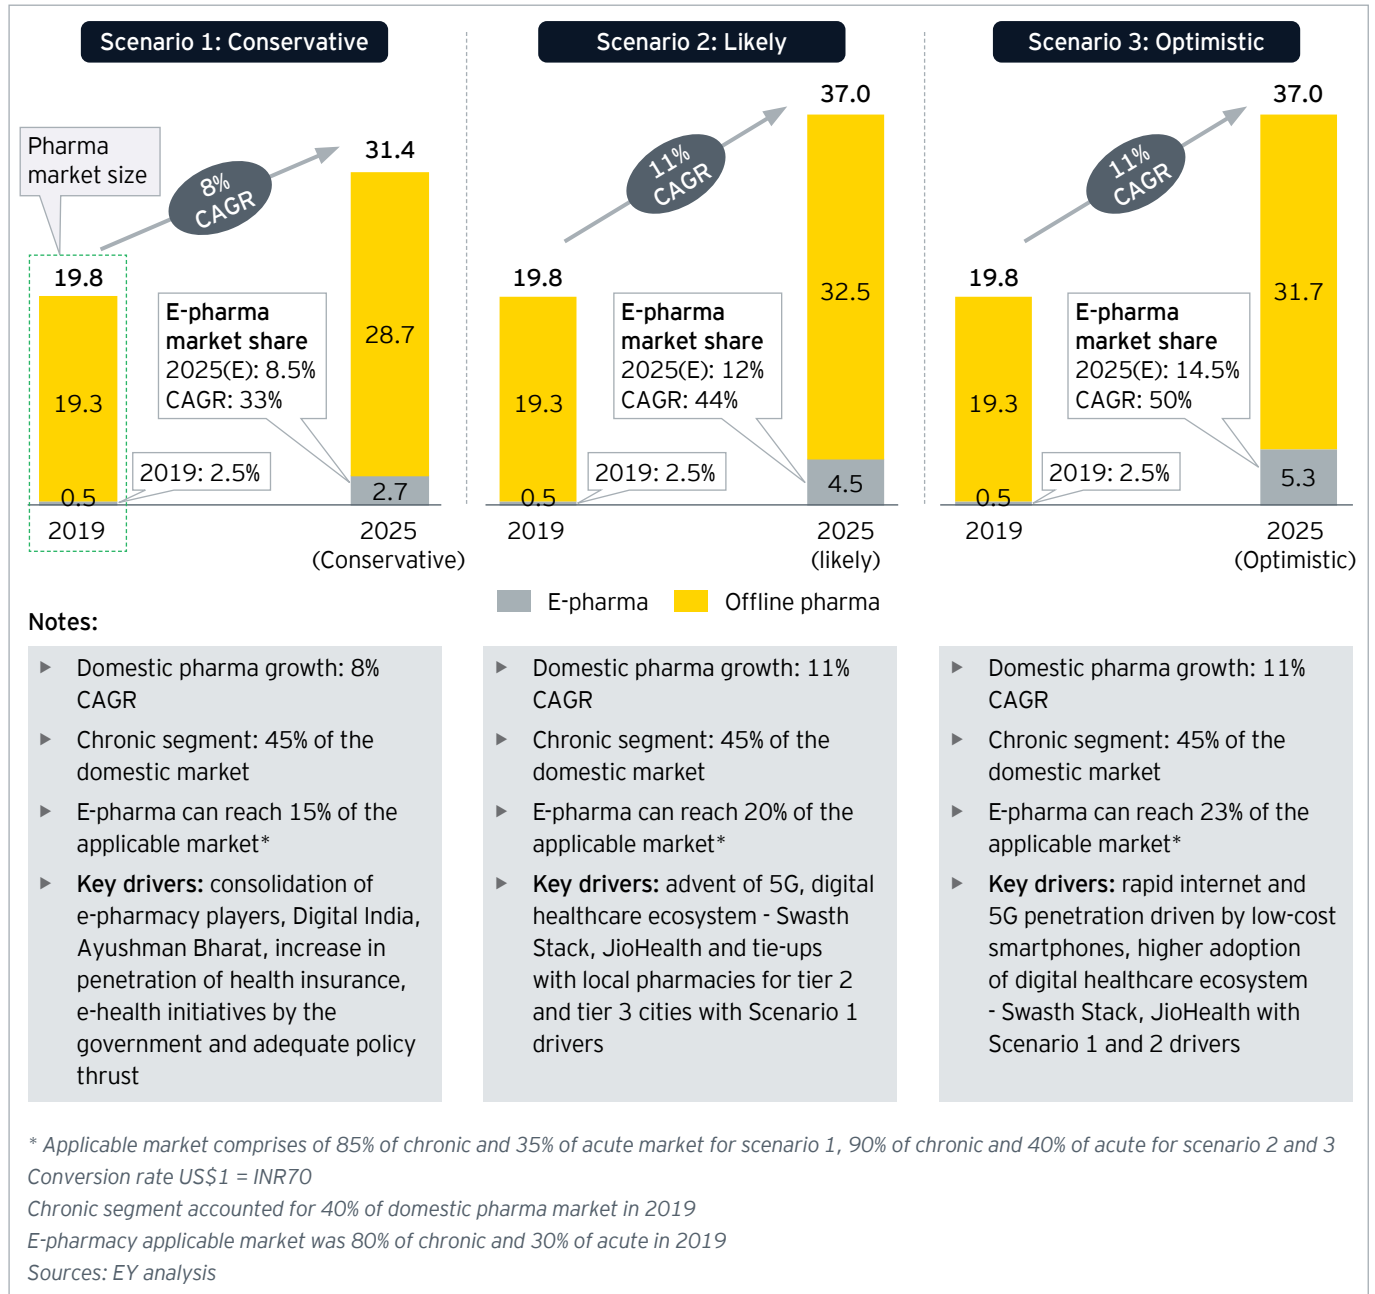 Scenario 1: Conservative
Pharma
market size
8%
CAGR
31.4
19.8
E-pharma
market share
2025(E): 8.5%
CAGR: 33%
28.7
19.3
2019: 2.5%
0.5
2.7
2019
2025
(Conservative)
Scenario 2: Likely
37.0
11%
CAGR
19.8
E-pharma
market share
2025(E): 12%
CAGR: 44%
32.5
19.3
2019: 2.5%
0.5
4.5
2019
2025
(likely)
Scenario 3: Optimistic
37.0
11%
CAGR
19.8
E-pharma
market share
2025(E): 14.5%
CAGR: 50%
31.7
19.3
2019: 2.5%
0.5
5.3
2019
2025
(Optimistic)
E-pharma
Offline pharma
Notes:
▶ Domestic pharma growth: 8%
CAGR
▶ Chronic segment: 45% of the
domestic market
▶ E-pharma can reach 15% of the
applicable market*
▶ Key drivers: consolidation of
e-pharmacy players, Digital India,
Ayushman Bharat, increase in
penetration of health insurance,
e-health initiatives by the
government and adequate policy
thrust
▶ Domestic pharma growth: 11%
CAGR
▶ Chronic segment: 45% of the
domestic market
▶ E-pharma can reach 20% of the
applicable market*
▶ Key drivers: advent of 5G, digital
healthcare ecosystem - Swasth
Stack, JioHealth and tie-ups
with local pharmacies for tier 2
and tier 3 cities with Scenario 1
drivers
▶ Domestic pharma growth: 11%
CAGR
▶ Chronic segment: 45% of the
domestic market
▶ E-pharma can reach 23% of the
applicable market*
▶ Key drivers: rapid internet and
5G penetration driven by low-cost
smartphones, higher adoption
of digital healthcare ecosystem
- Swasth Stack, JioHealth with
Scenario 1 and 2 drivers
* Applicable market comprises of 85% of chronic and 35% of acute market for scenario 1, 90% of chronic and 40% of acute for scenario 2 and 3
Conversion rate US$1 = INR70
Chronic segment accounted for 40% of domestic pharma market in 2019
E-pharmacy applicable market was 80% of chronic and 30% of acute in 2019
Sources: EY analysis